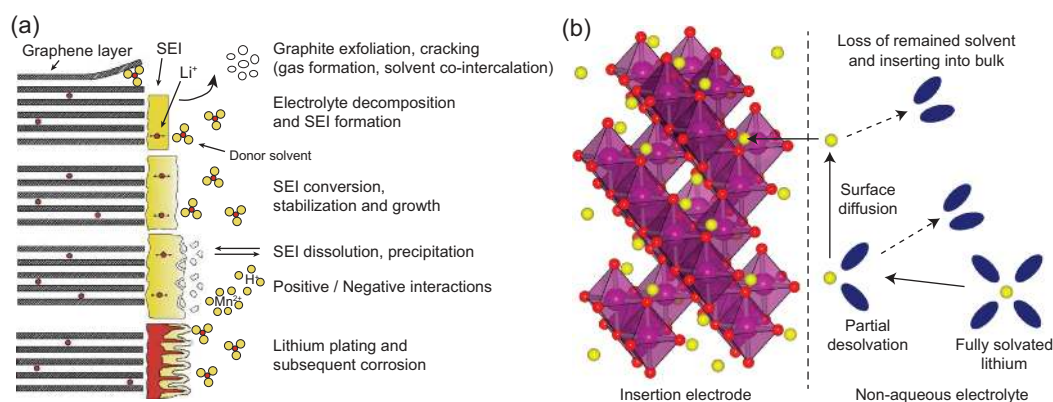 (a)
Graphene layer
SEI
Li⁺
Graphite exfoliation, cracking
(gas formation, solvent co-intercalation)
Electrolyte decomposition
and SEI formation
Donor solvent
SEI conversion,
stabilization and growth
SEI dissolution, precipitation
H⁺
Mn²⁺
Positive / Negative interactions
Lithium plating and
subsequent corrosion
(b)
Loss of remained solvent
and inserting into bulk
Surface
diffusion
Partial
desolvation
Fully solvated
lithium
Insertion electrode
Non-aqueous electrolyte